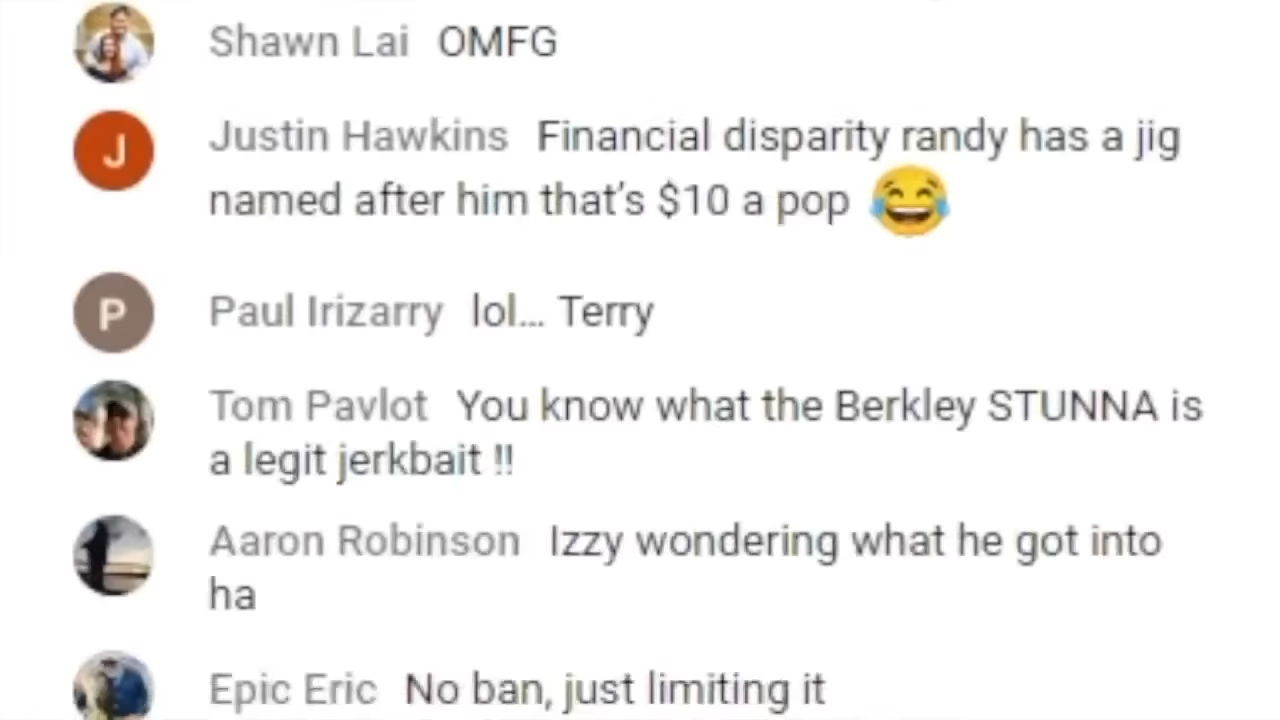 Shawn Lai OMFG
J
Justin Hawkins Financial disparity randy has a jig
named after him that's $10 a pop 😂
P
Paul Irizarry lol... Terry
Tom Pavlot You know what the Berkley STUNNA is
a legit jerkbait !!
Aaron Robinson Izzy wondering what he got into
ha
Epic Eric No ban, just limiting it